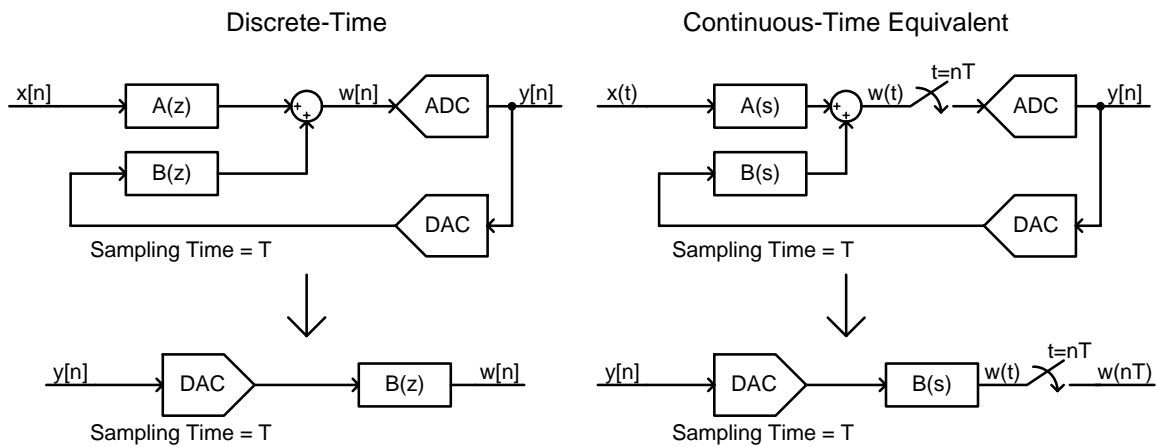 Discrete-Time
Continuous-Time Equivalent
x[n]
A(z)
+
+
w[n]
ADC
y[n]
B(z)
DAC
Sampling Time = T
x(t)
A(s)
+
+
w(t)
t=nT
ADC
y[n]
B(s)
DAC
Sampling Time = T
y[n]
DAC
B(z)
w[n]
Sampling Time = T
y[n]
DAC
B(s)
w(t)
t=nT
w(nT)
Sampling Time = T